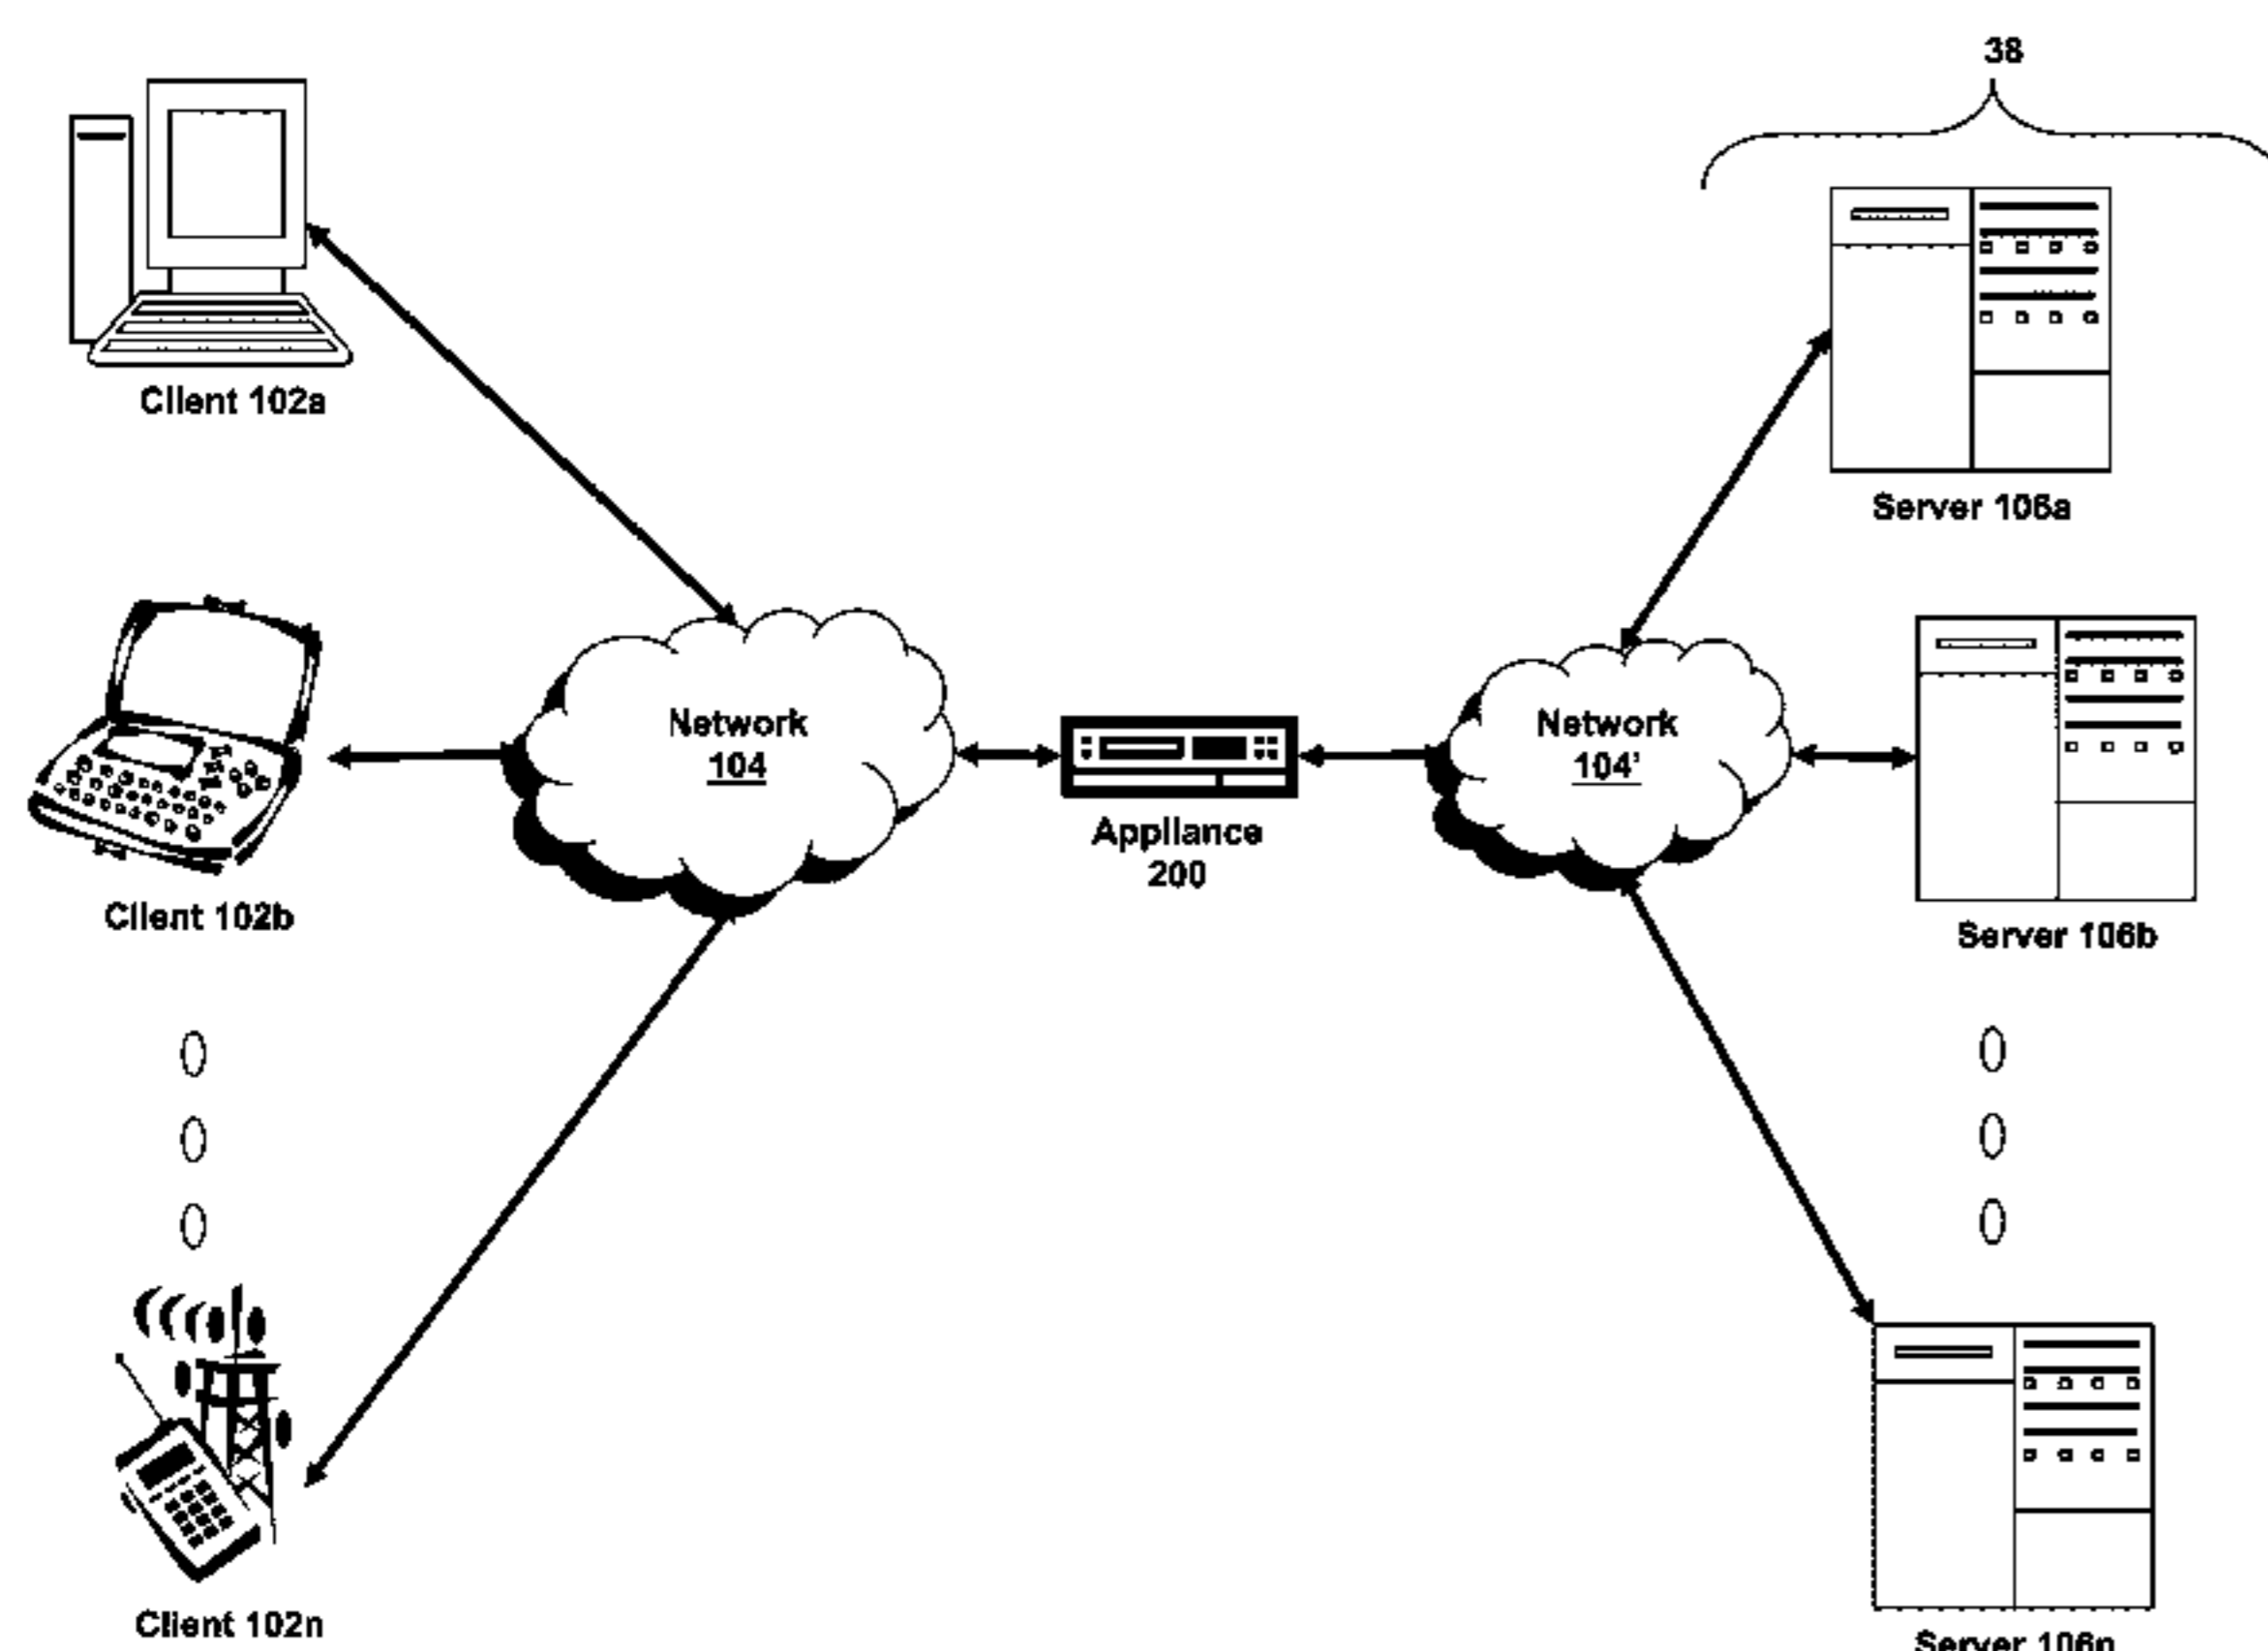 38
Client 102a
Server 106a
Network
104
Network
104'
Appliance
200
Client 102b
Server 106b
Client 102n
Server 106n